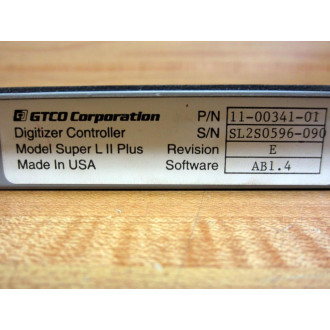 GTCO Corporation P/N 11-00341-01
Digitizer Controller S/N SL2S0596-090
Model Super L II Plus Revision E
Made In USA Software AB1.4